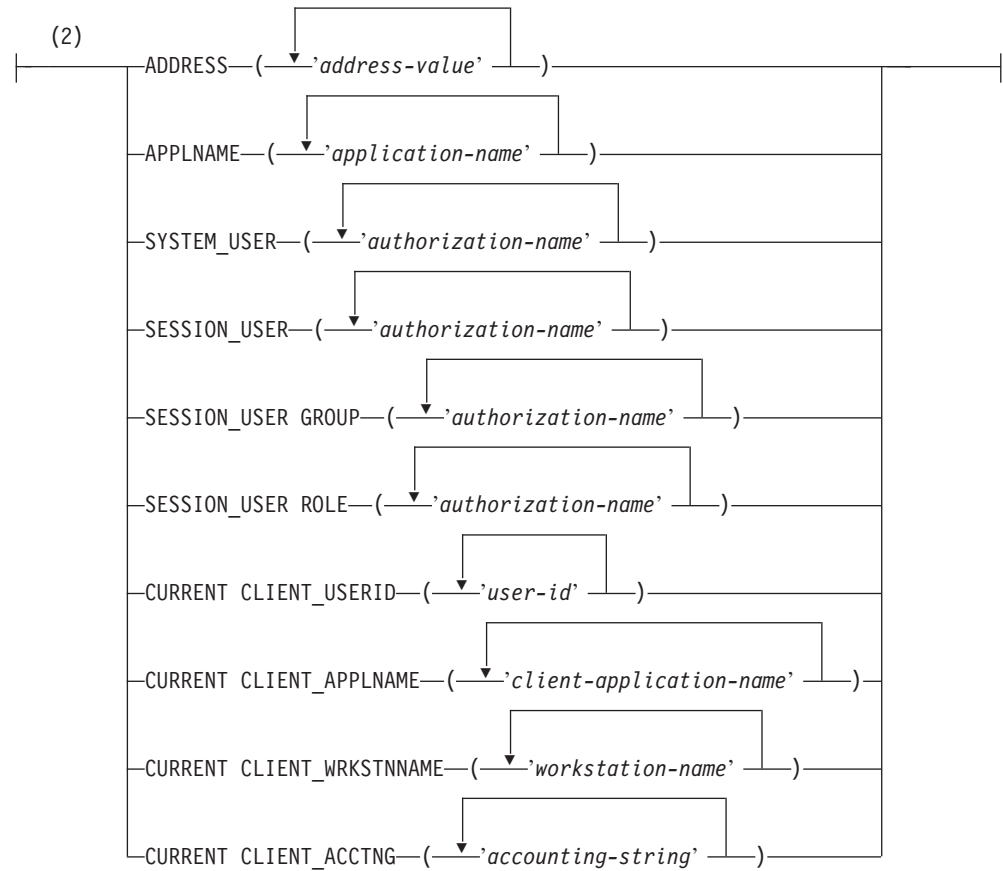 (2)
ADDRESS ( 'address-value' )
APPLNAME ( 'application-name' )
SYSTEM_USER ( 'authorization-name' )
SESSION_USER ( 'authorization-name' )
SESSION_USER GROUP ( 'authorization-name' )
SESSION_USER ROLE ( 'authorization-name' )
CURRENT CLIENT_USERID ( 'user-id' )
CURRENT CLIENT_APPLNAME ( 'client-application-name' )
CURRENT CLIENT_WRKSTNNAME ( 'workstation-name' )
CURRENT CLIENT_ACCTNG ( 'accounting-string' )